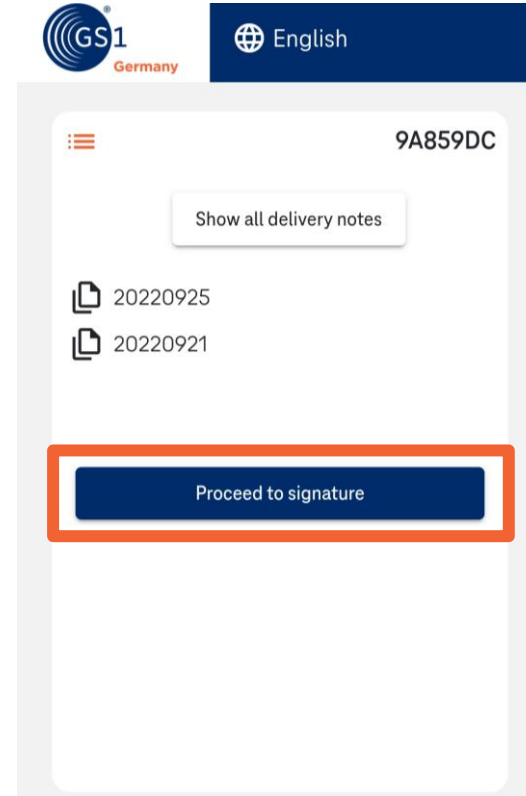 GS1
Germany
English
9A859DC
Show all delivery notes
20220925
20220921
Proceed to signature